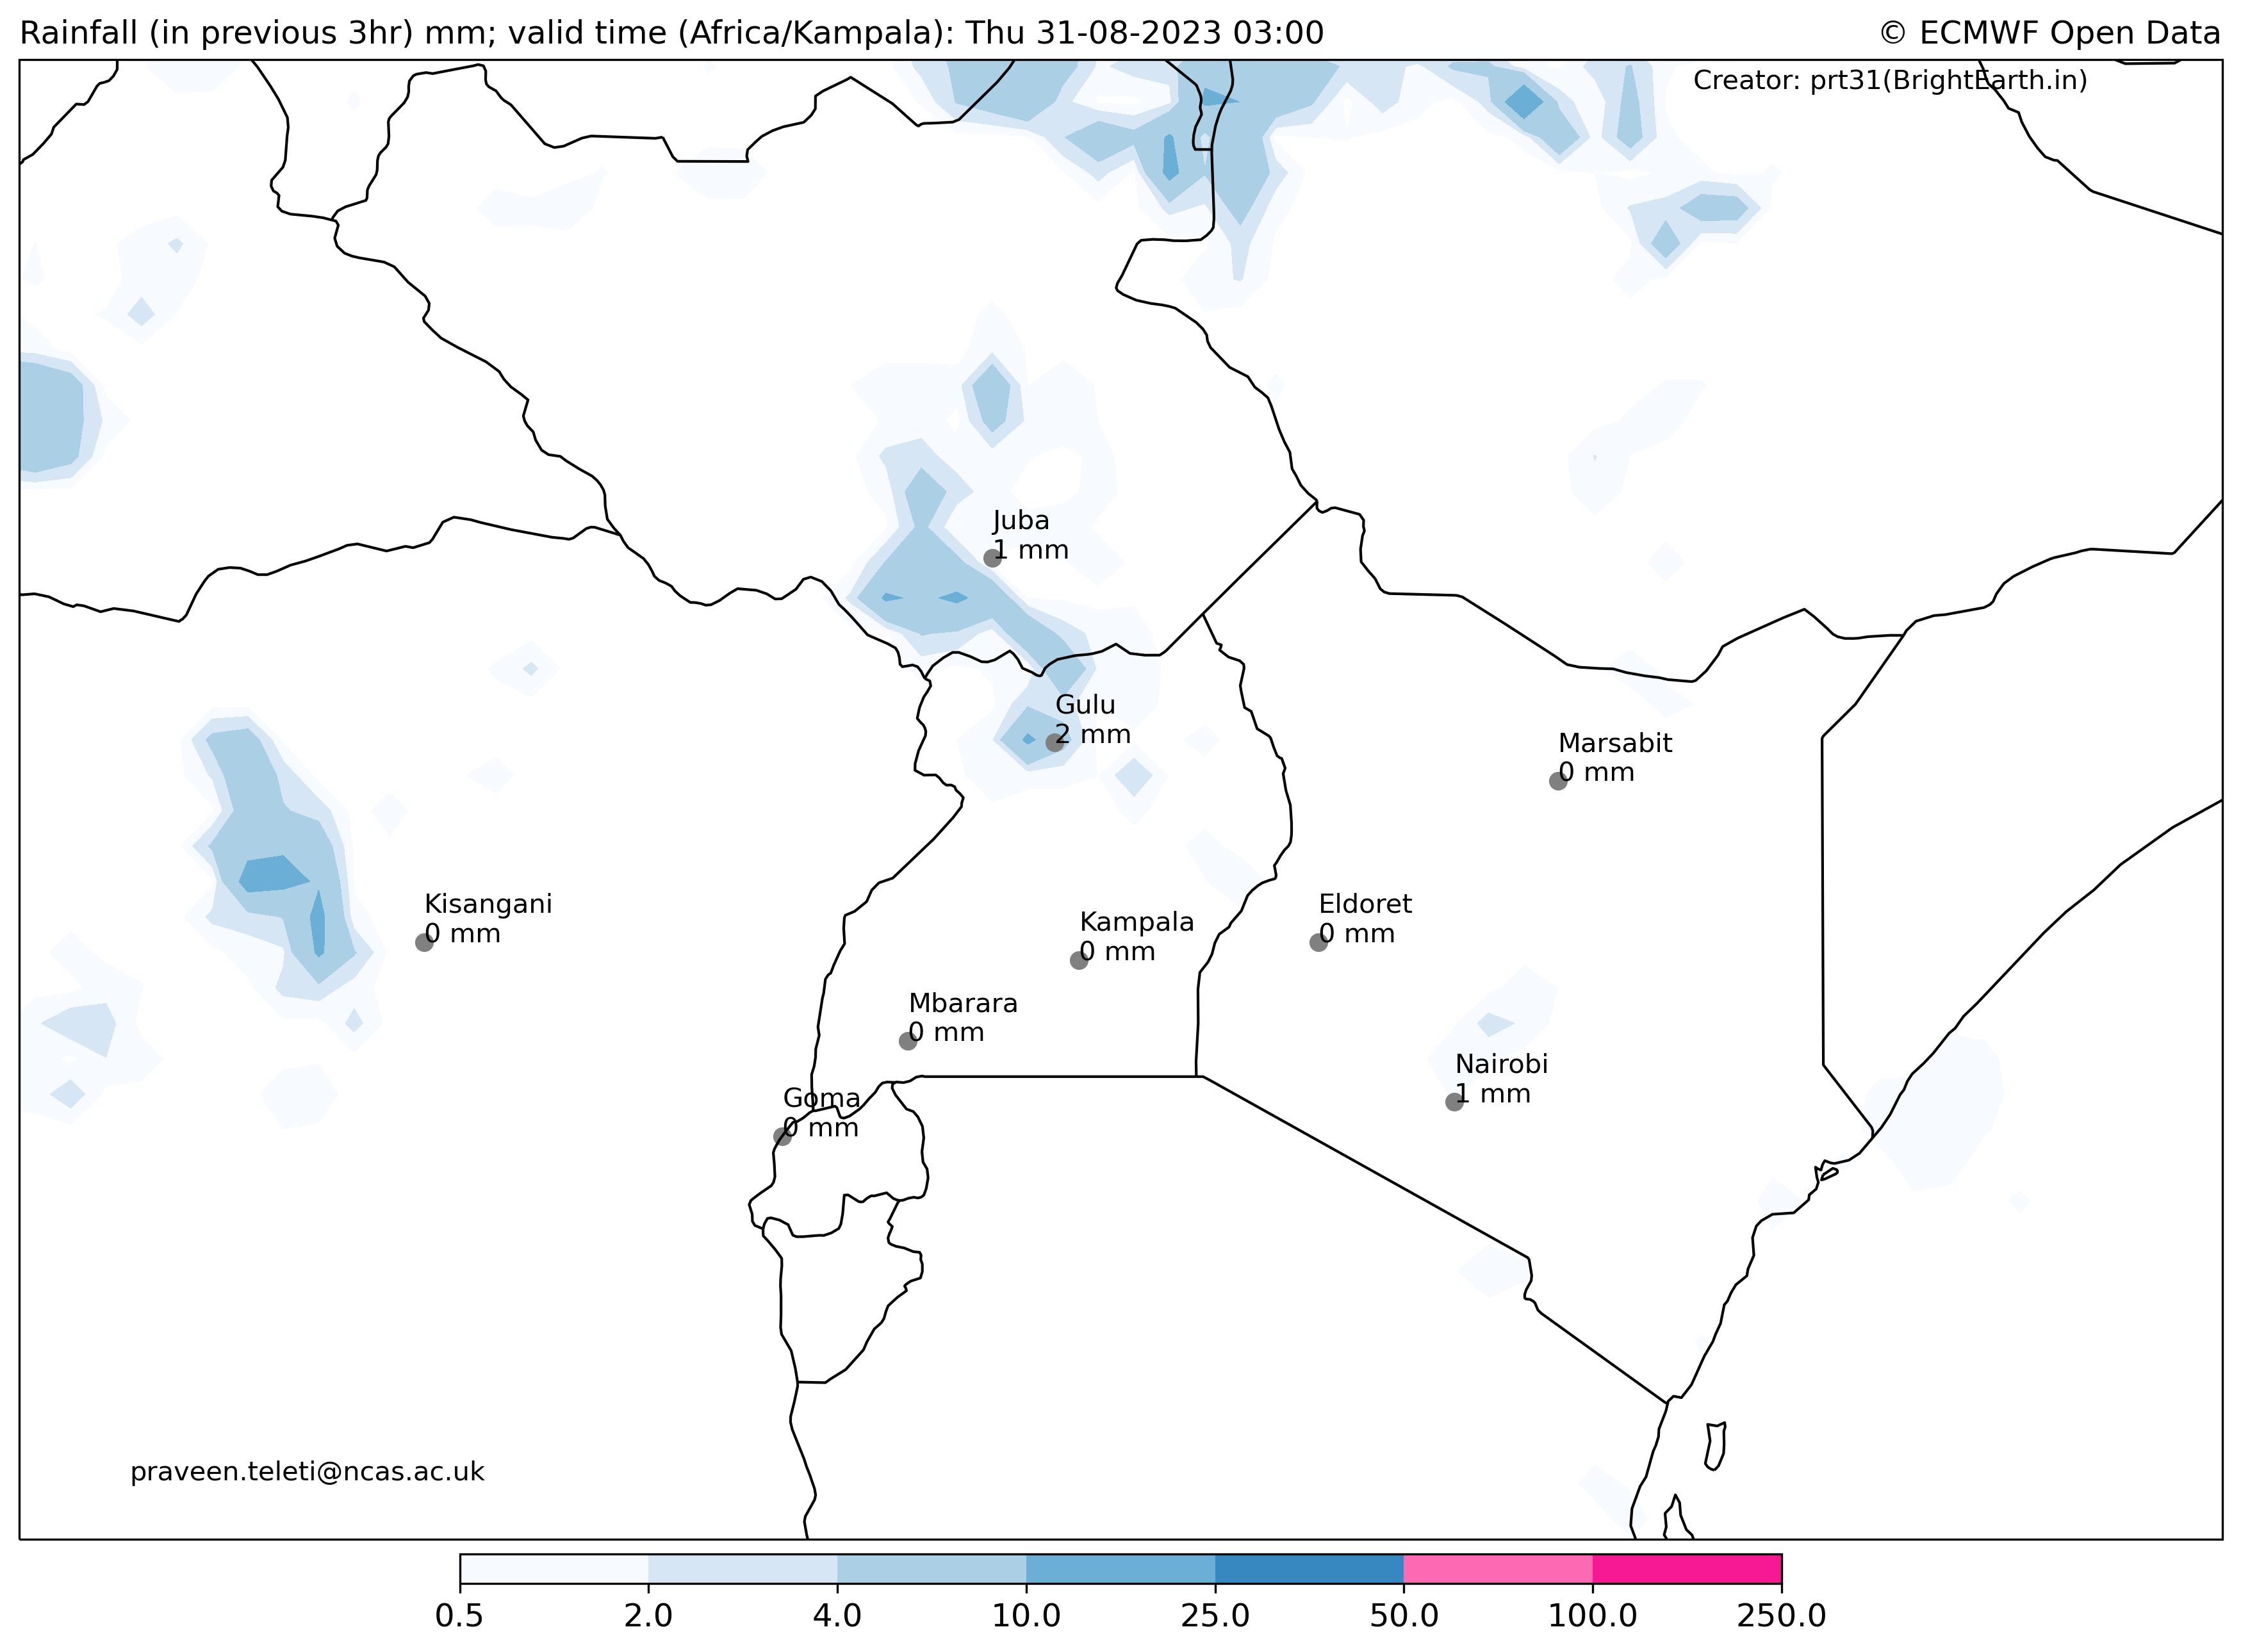 Rainfall (in previous 3hr) mm; valid time (Africa/Kampala): Thu 31-08-2023 03:00
© ECMWF Open Data
Creator: prt31(BrightEarth.in)
Juba
1 mm
Gulu
2 mm
Marsabit
0 mm
Kisangani
0 mm
Kampala
0 mm
Eldoret
0 mm
Mbarara
0 mm
Nairobi
1 mm
Goma
0 mm
praveen.teleti@ncas.ac.uk
0.5 2.0 4.0 10.0 25.0 50.0 100.0 250.0